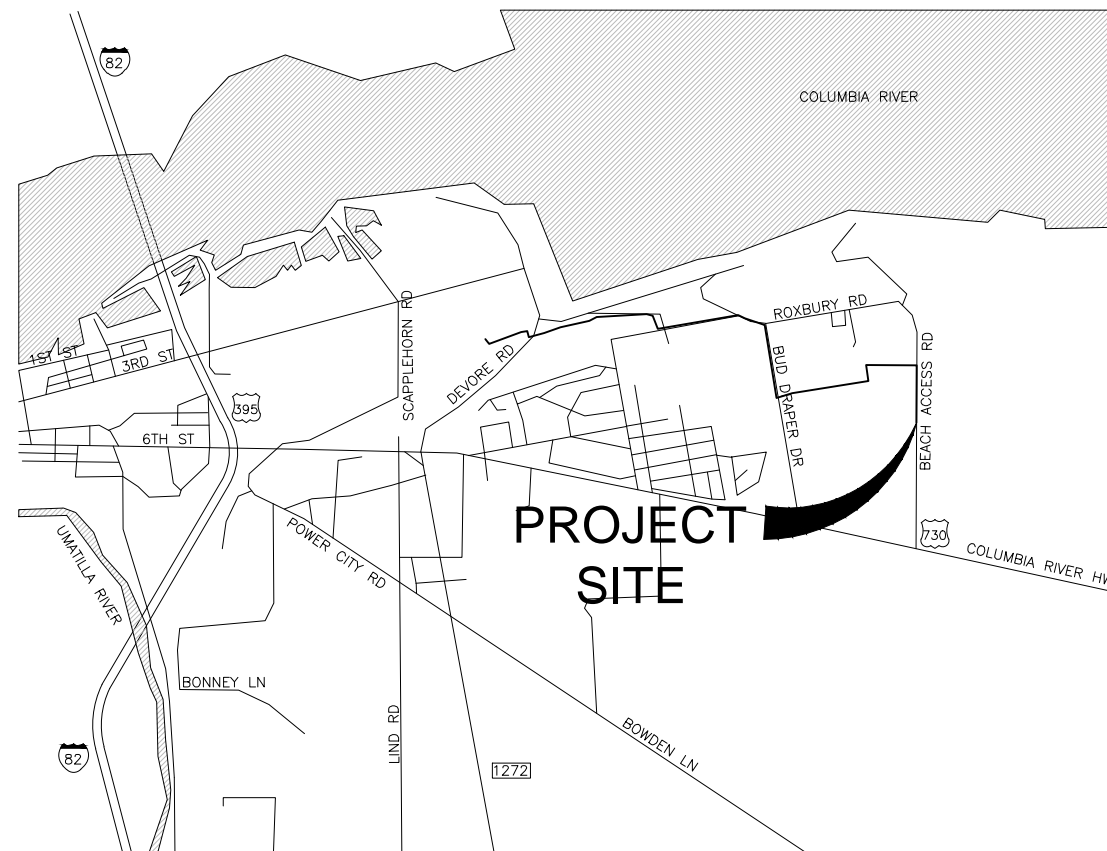 82
COLUMBIA RIVER
ROXBURY RD
SCAPPLEHORN RD
1ST ST
3RD ST
DEVORE RD
BUD DRAPER DR
BEACH ACCESS RD
395
6TH ST
PROJECT
SITE
730
COLUMBIA RIVER HW
UMATILLA RIVER
POWER CITY RD
BONNEY LN
LIND RD
BOWDEN LN
82
1272